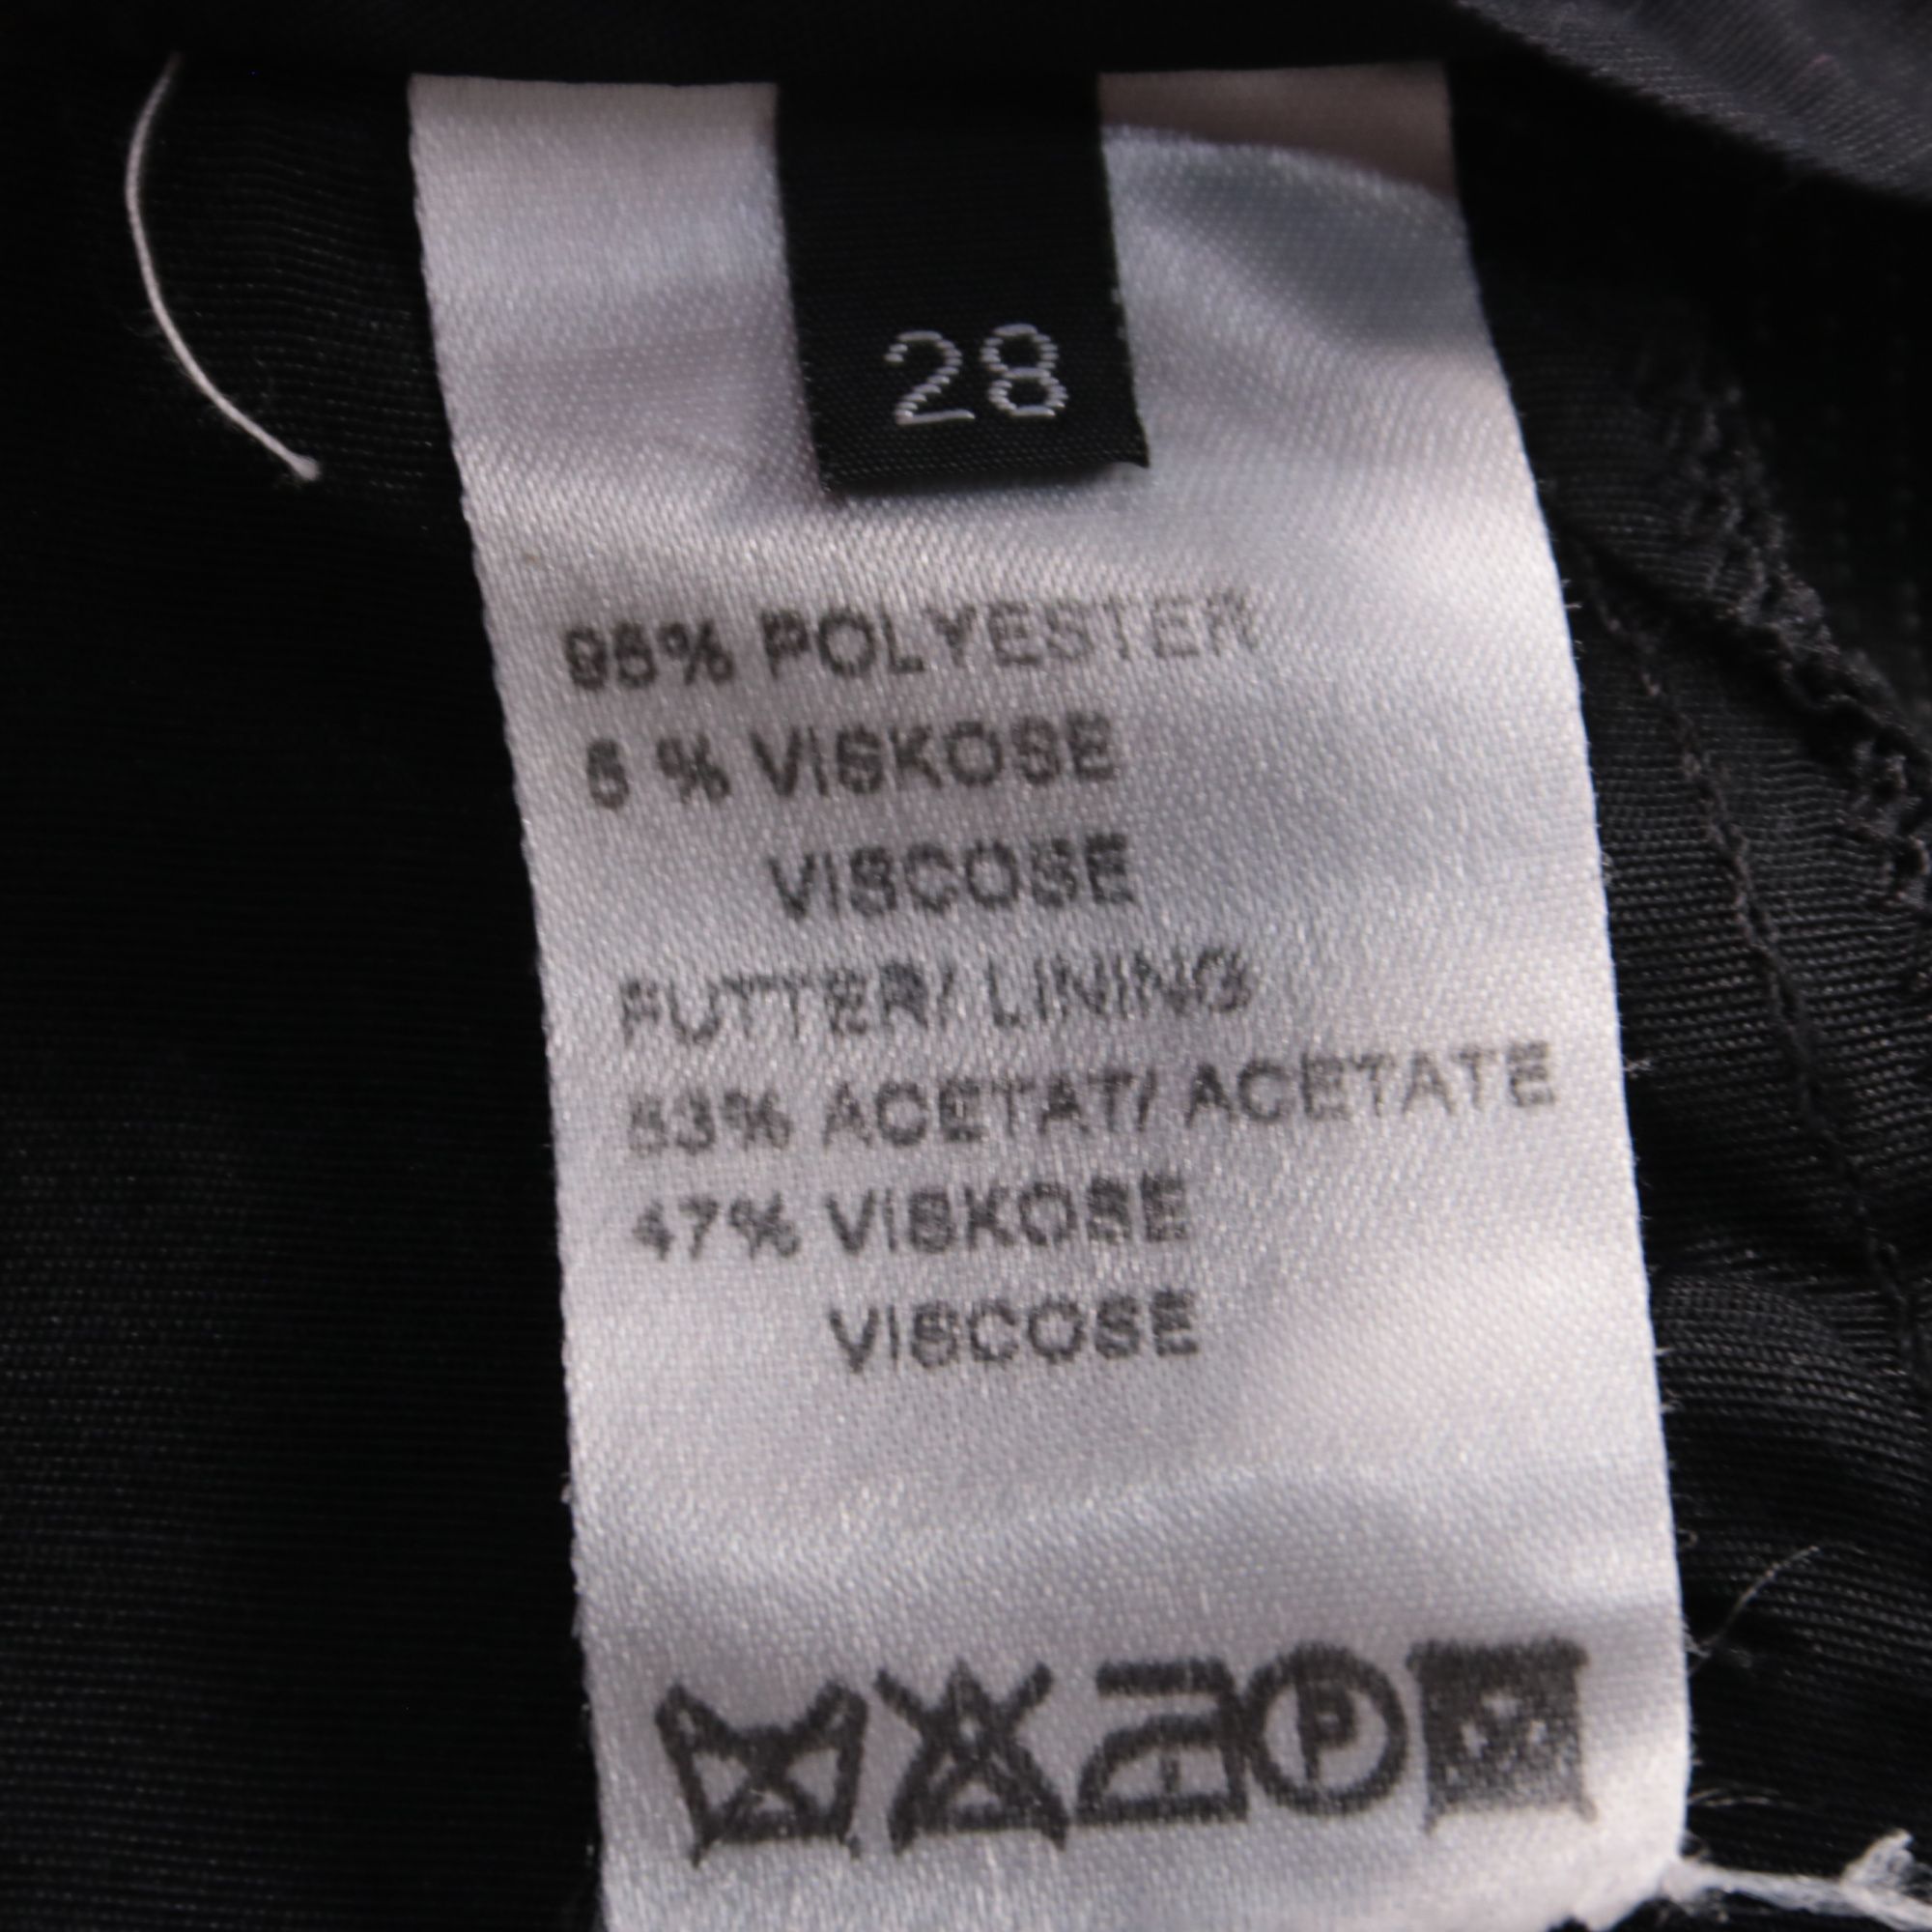 28
95% POLYESTER
5 % VISKOSE
VISCOSE
FUTTER/ LINING
53% ACETAT/ ACETATE
47% VISKOSE
VISCOSE
P